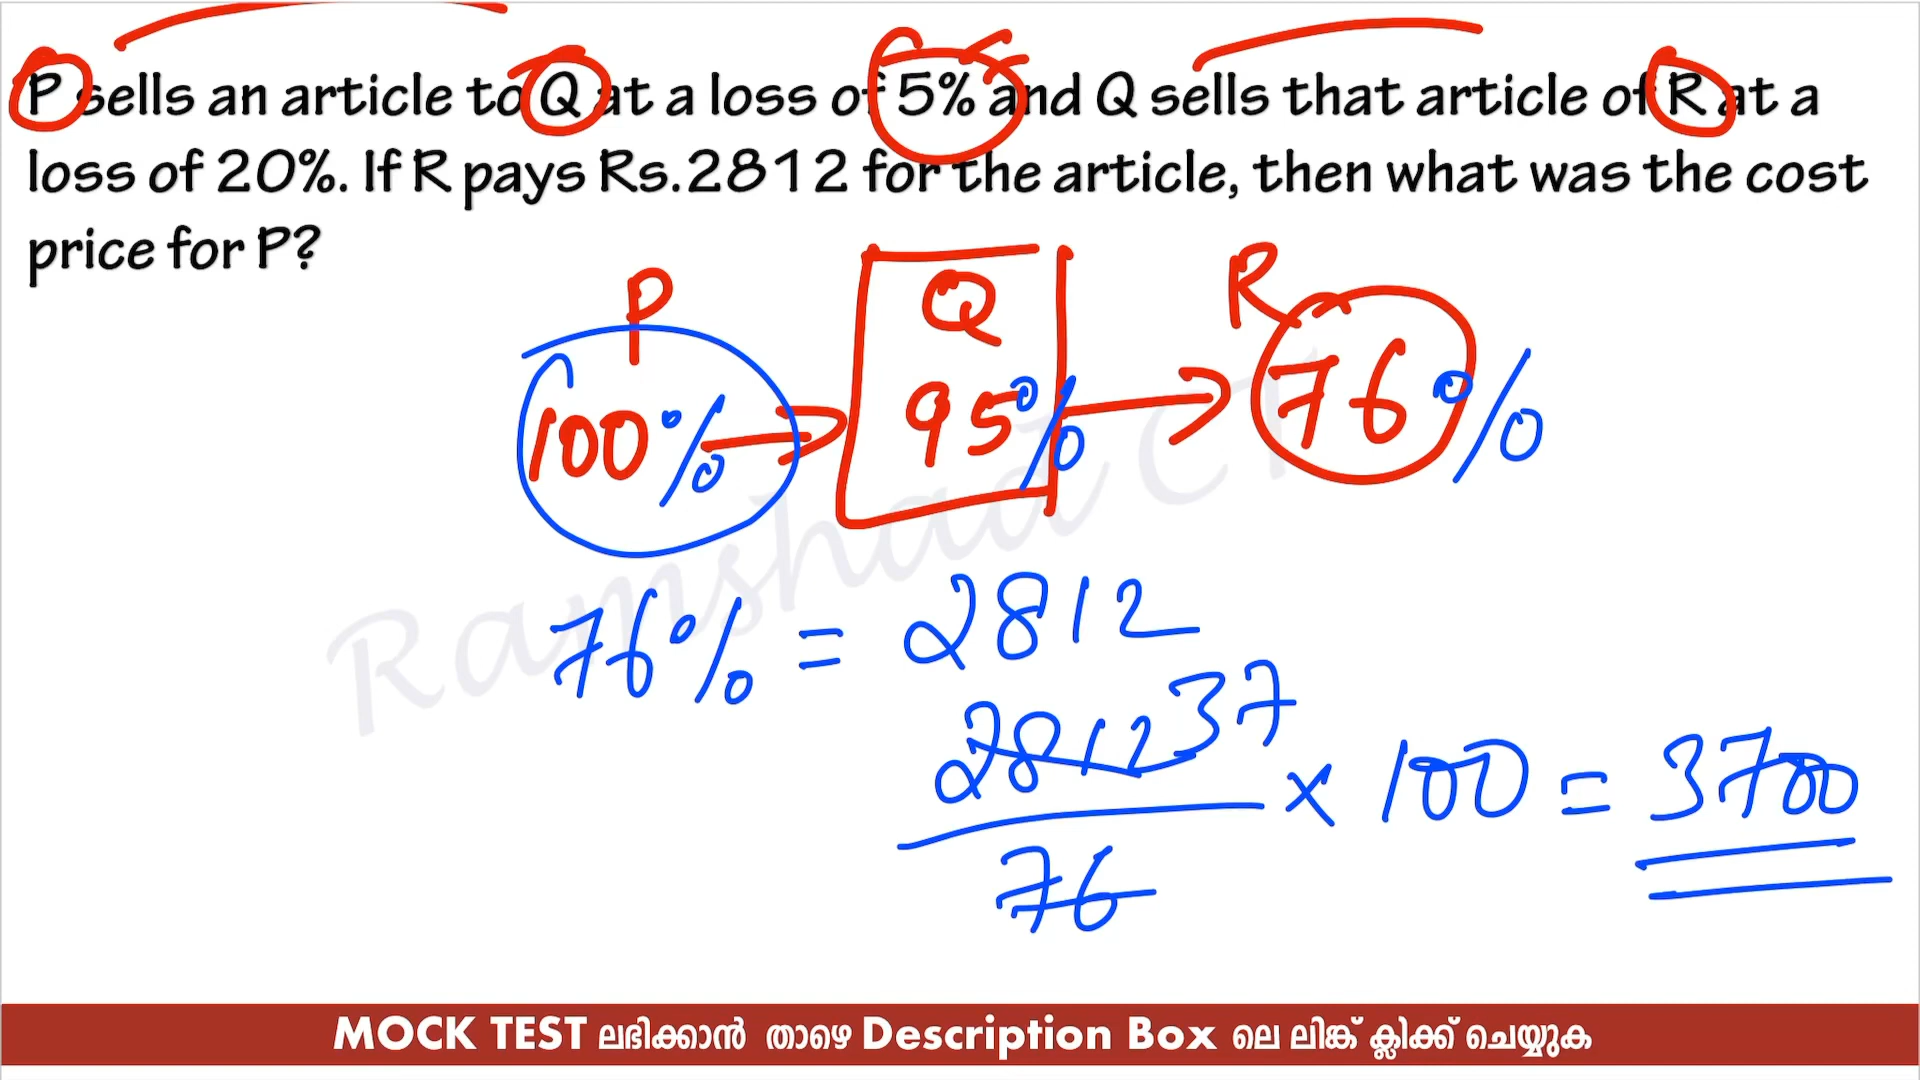 P sells an article to Q at a loss of 5% and Q sells that article of R at a
loss of 20%. If R pays Rs.2812 for the article, then what was the cost
price for P?
P Q R
100% 95% 76%
Ramshad CT
76% = 2812
2812 37
76
× 100 = 3700
MOCK TEST ലഭിക്കാൻ താഴെ Description Box ലെ ലിങ്ക് ക്ലിക്ക് ചെയ്യുക